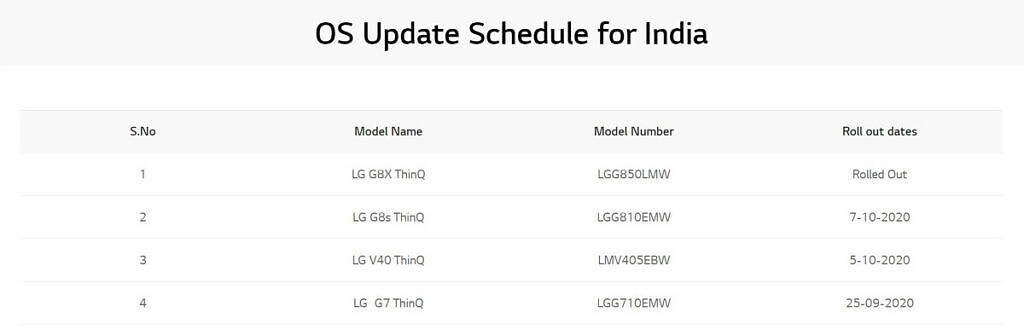 OS Update Schedule for India
S.No Model Name Model Number Roll out dates
1 LG G8X ThinQ LGG850LMW Rolled Out
2 LG G8s ThinQ LGG810EMW 7-10-2020
3 LG V40 ThinQ LMV405EBW 5-10-2020
4 LG G7 ThinQ LGG710EMW 25-09-2020